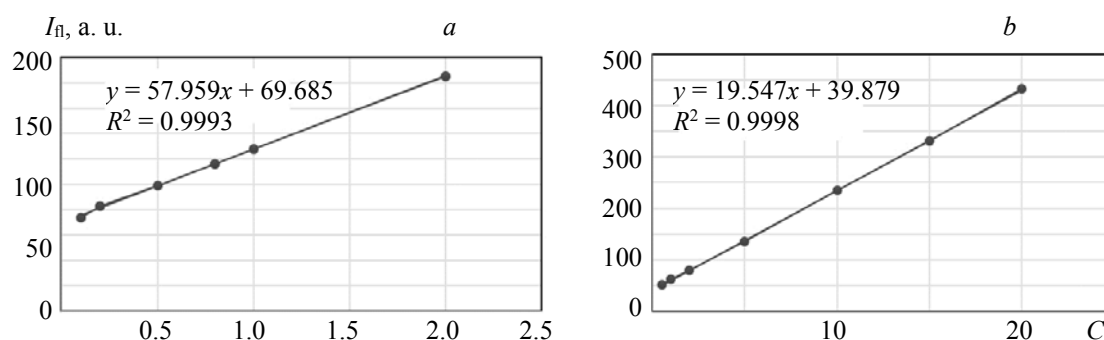 I_fl, a. u.
a
200
150
100
50
0
y = 57.959x + 69.685
R² = 0.9993
0.5 1.0 1.5 2.0 2.5
b
500
400
300
200
100
0
y = 19.547x + 39.879
R² = 0.9998
10 20 C